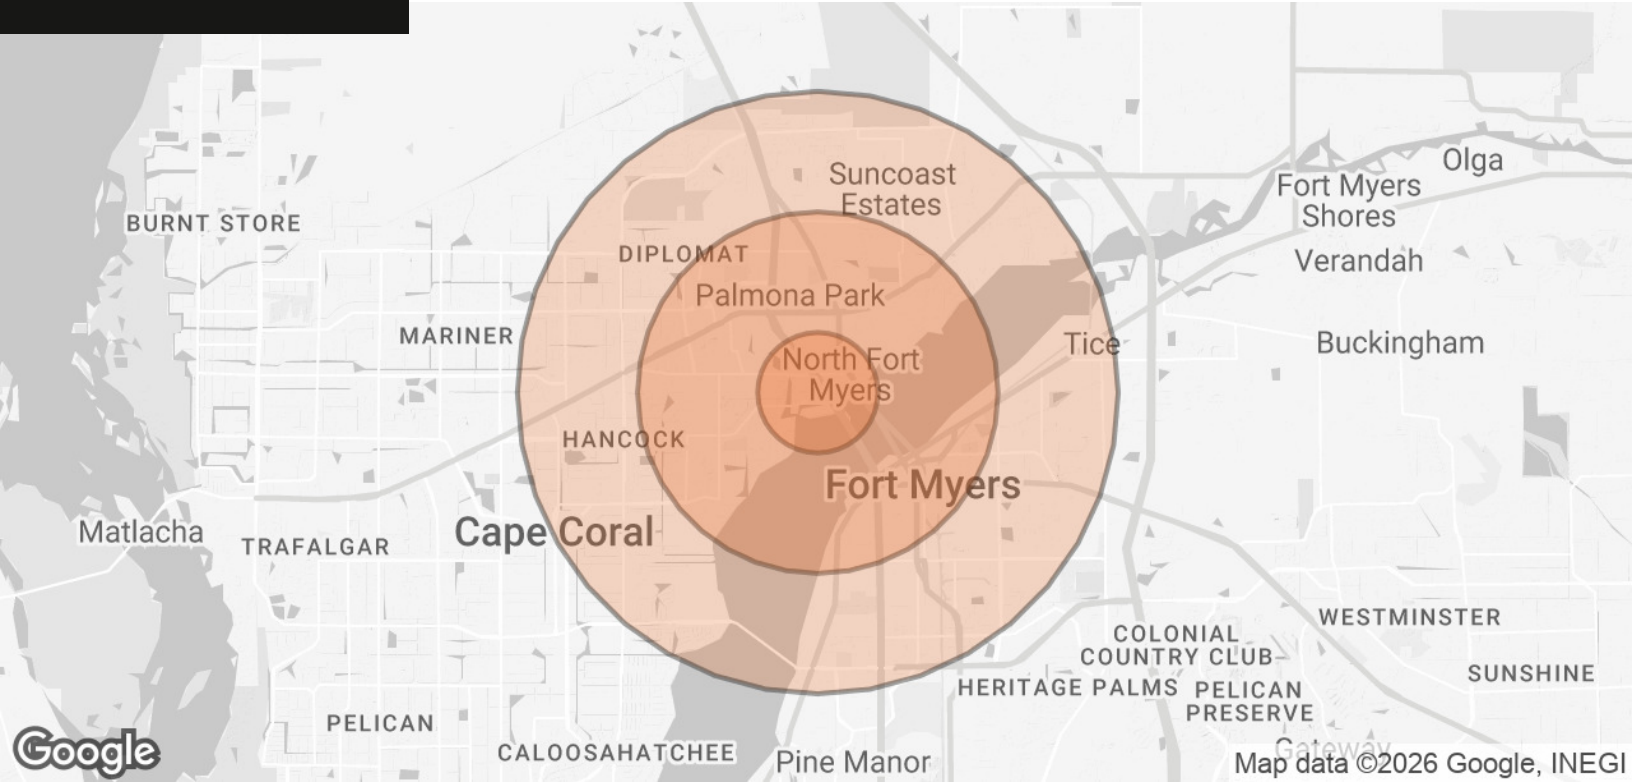 Suncoast
Estates
Olga
Fort Myers
Shores
BURNT STORE
DIPLOMAT
Verandah
Palmona Park
MARINER
Tice
Buckingham
North Fort
Myers
HANCOCK
Fort Myers
Matlacha
Cape Coral
TRAFALGAR
WESTMINSTER
COLONIAL
COUNTRY CLUB
SUNSHINE
HERITAGE PALMS
PELICAN
PRESERVE
PELICAN
CALOOSAHATCHEE
Pine Manor
Gateway
Google
Map data ©2026 Google, INEGI